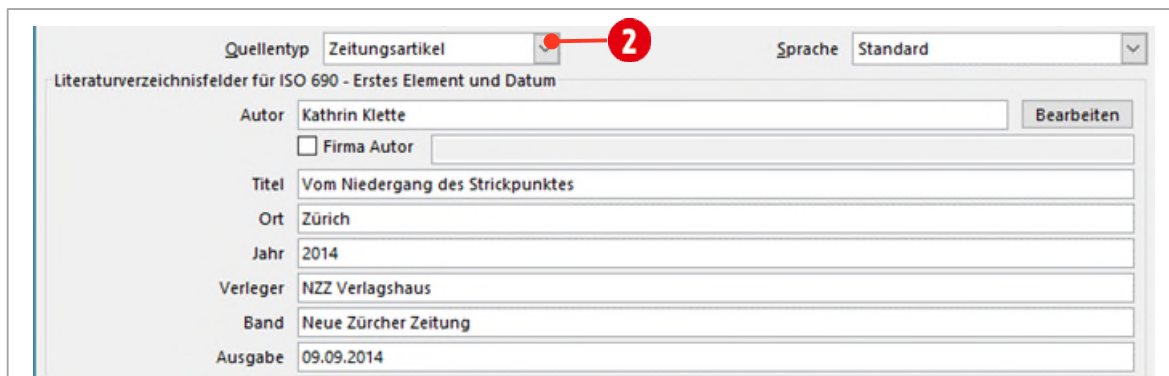 Quellentyp Zeitungsartikel 2 Sprache Standard
Literaturverzeichnisfelder für ISO 690 - Erstes Element und Datum
Autor Kathrin Klette Bearbeiten
Firma Autor
Titel Vom Niedergang des Strickpunktes
Ort Zürich
Jahr 2014
Verleger NZZ Verlagshaus
Band Neue Zürcher Zeitung
Ausgabe 09.09.2014